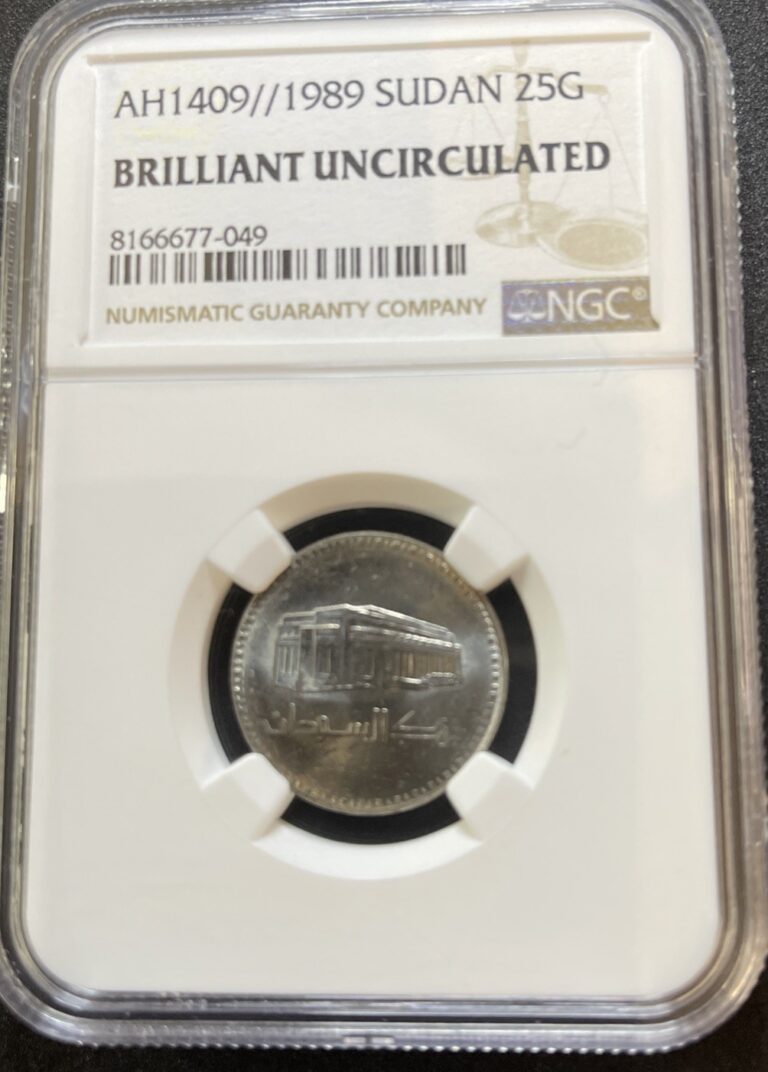 AH1409//1989 SUDAN 25G
BRILLIANT UNCIRCULATED
8166677-049
NUMISMATIC GUARANTY COMPANY
NGC®
بنك السودان